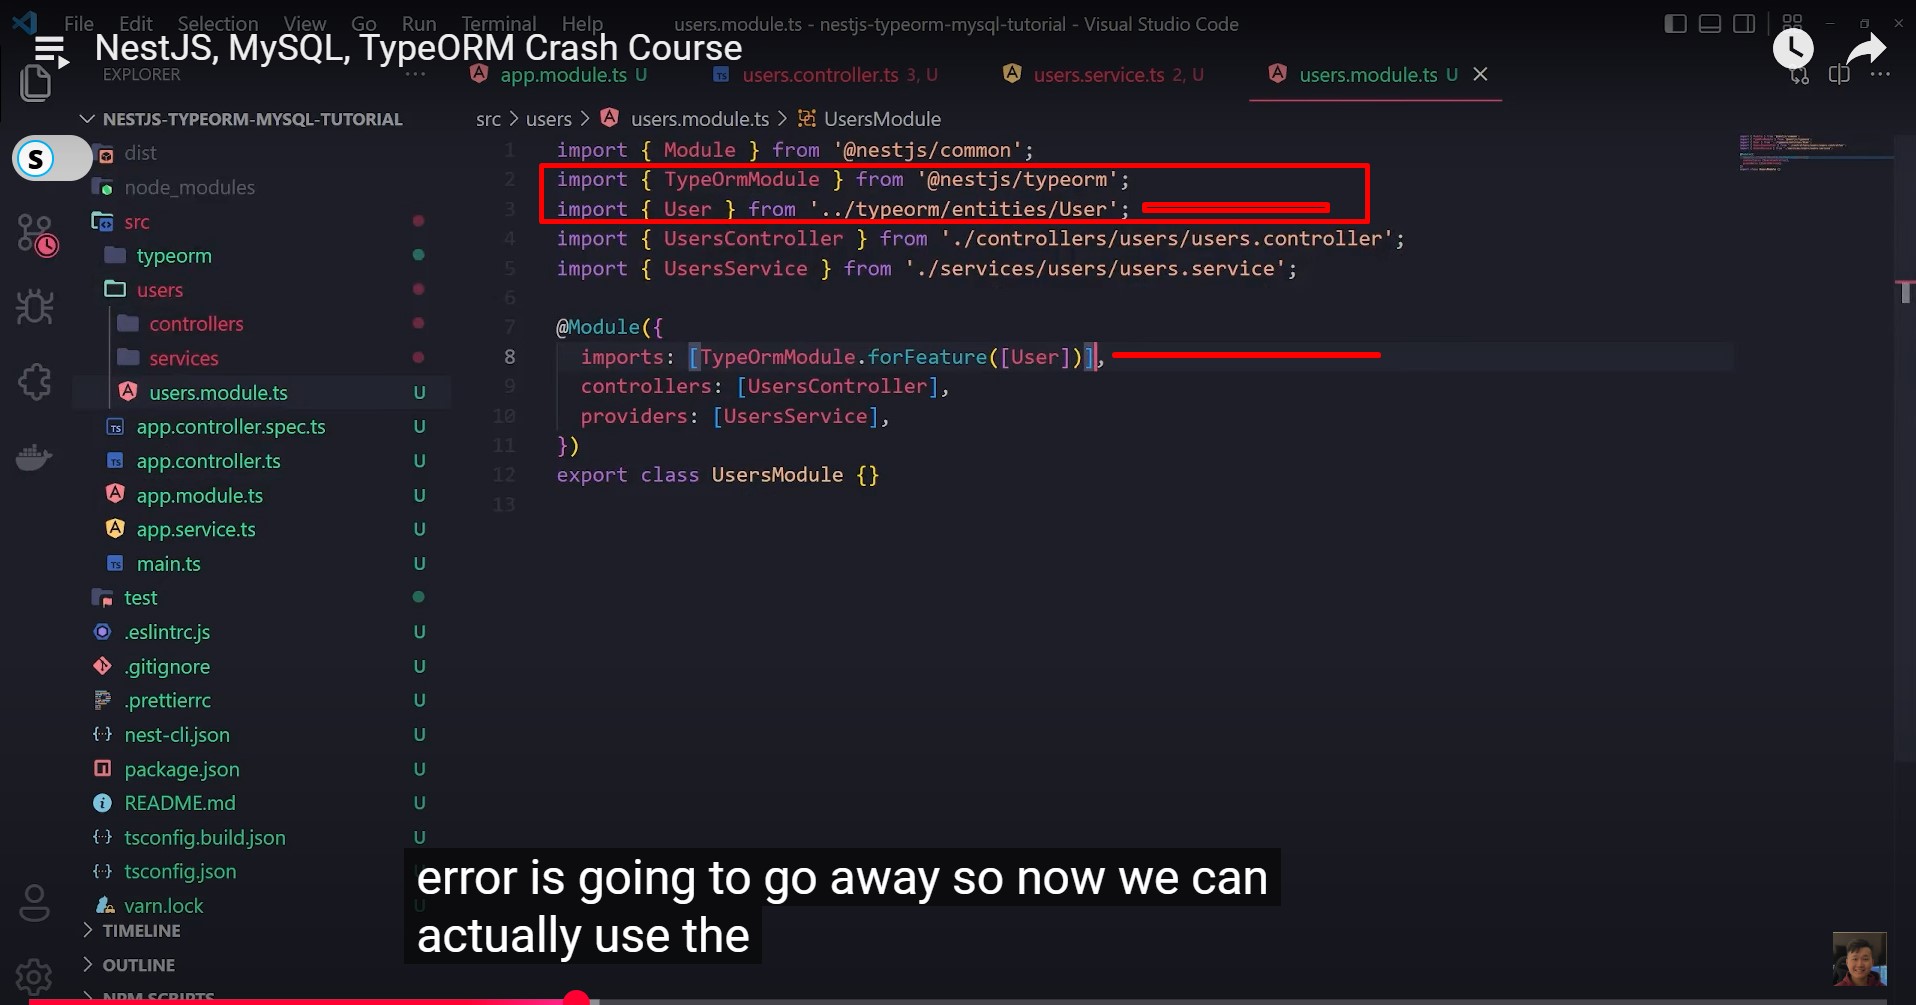 File Edit Selection View Go Run Terminal Help
users.module.ts - nestjs-typeorm-mysql-tutorial - Visual Studio Code
NestJS, MySQL, TypeORM Crash Course
EXPLORER
app.module.ts U
users.controller.ts 3, U
users.service.ts 2, U
users.module.ts U
NESTJS-TYPEORM-MYSQL-TUTORIAL
src > users > users.module.ts > UsersModule
S
dist
node_modules
src
typeorm
users
controllers
services
users.module.ts U
app.controller.spec.ts U
app.controller.ts U
app.module.ts U
app.service.ts U
main.ts U
test
.eslintrc.js U
.gitignore U
.prettierrc U
nest-cli.json U
package.json U
README.md U
tsconfig.build.json U
tsconfig.json
TIMELINE
OUTLINE
NPM SCRIPTS
1 import { Module } from '@nestjs/common';
2 import { TypeOrmModule } from '@nestjs/typeorm';
3 import { User } from '../typeorm/entities/User';
4 import { UsersController } from './controllers/users/users.controller';
5 import { UsersService } from './services/users/users.service';
6
7 @Module({
8 imports: [TypeOrmModule.forFeature([User])],
9 controllers: [UsersController],
10 providers: [UsersService],
11 })
12 export class UsersModule {}
13
error is going to go away so now we can
actually use the